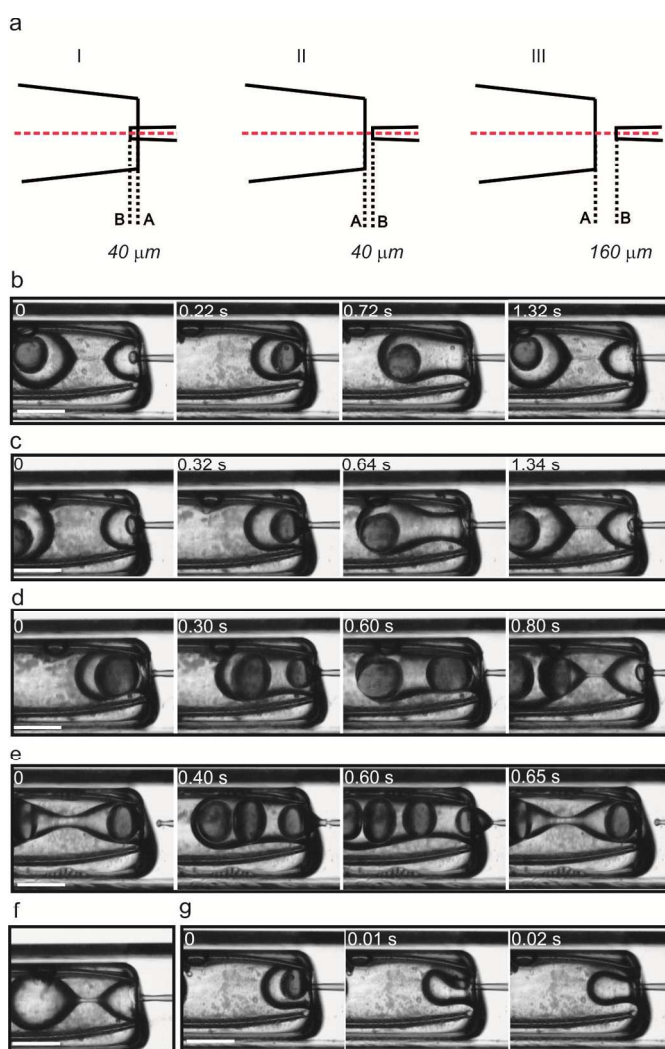 a
I II III
B A A B A B
40 μm 40 μm 160 μm
b
0 0.22 s 0.72 s 1.32 s
c
0 0.32 s 0.64 s 1.34 s
d
0 0.30 s 0.60 s 0.80 s
e
0 0.40 s 0.60 s 0.65 s
f g
0 0.01 s 0.02 s